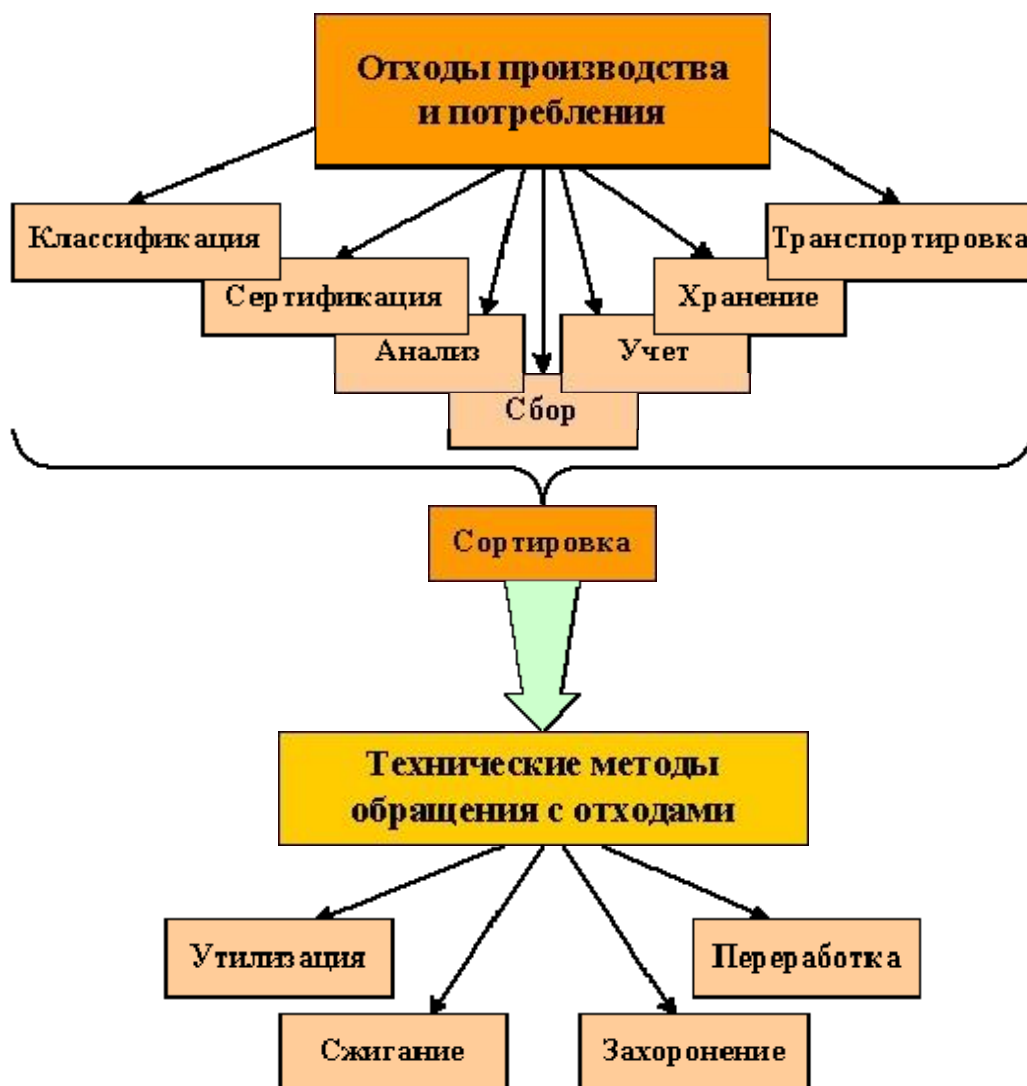 Отходы производства
и потребления
Классификация
Транспортировка
Сертификация
Хранение
Анализ
Учет
Сбор
Сортировка
Технические методы
обращения с отходами
Утилизация
Переработка
Сжигание
Захоронение